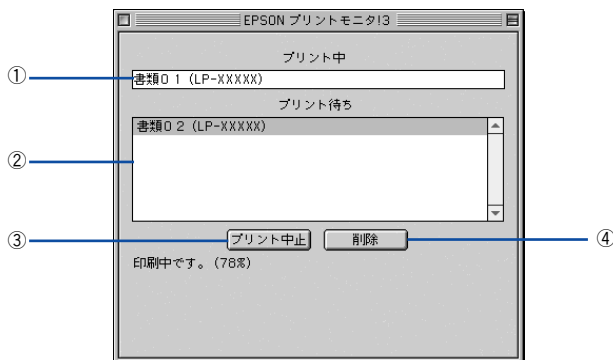 EPSON プリントモニタ!3
プリント中
① 書類01 (LP-XXXXX)
プリント待ち
書類02 (LP-XXXXX)
②
③ プリント中止 削除 ④
印刷中です。(78%)